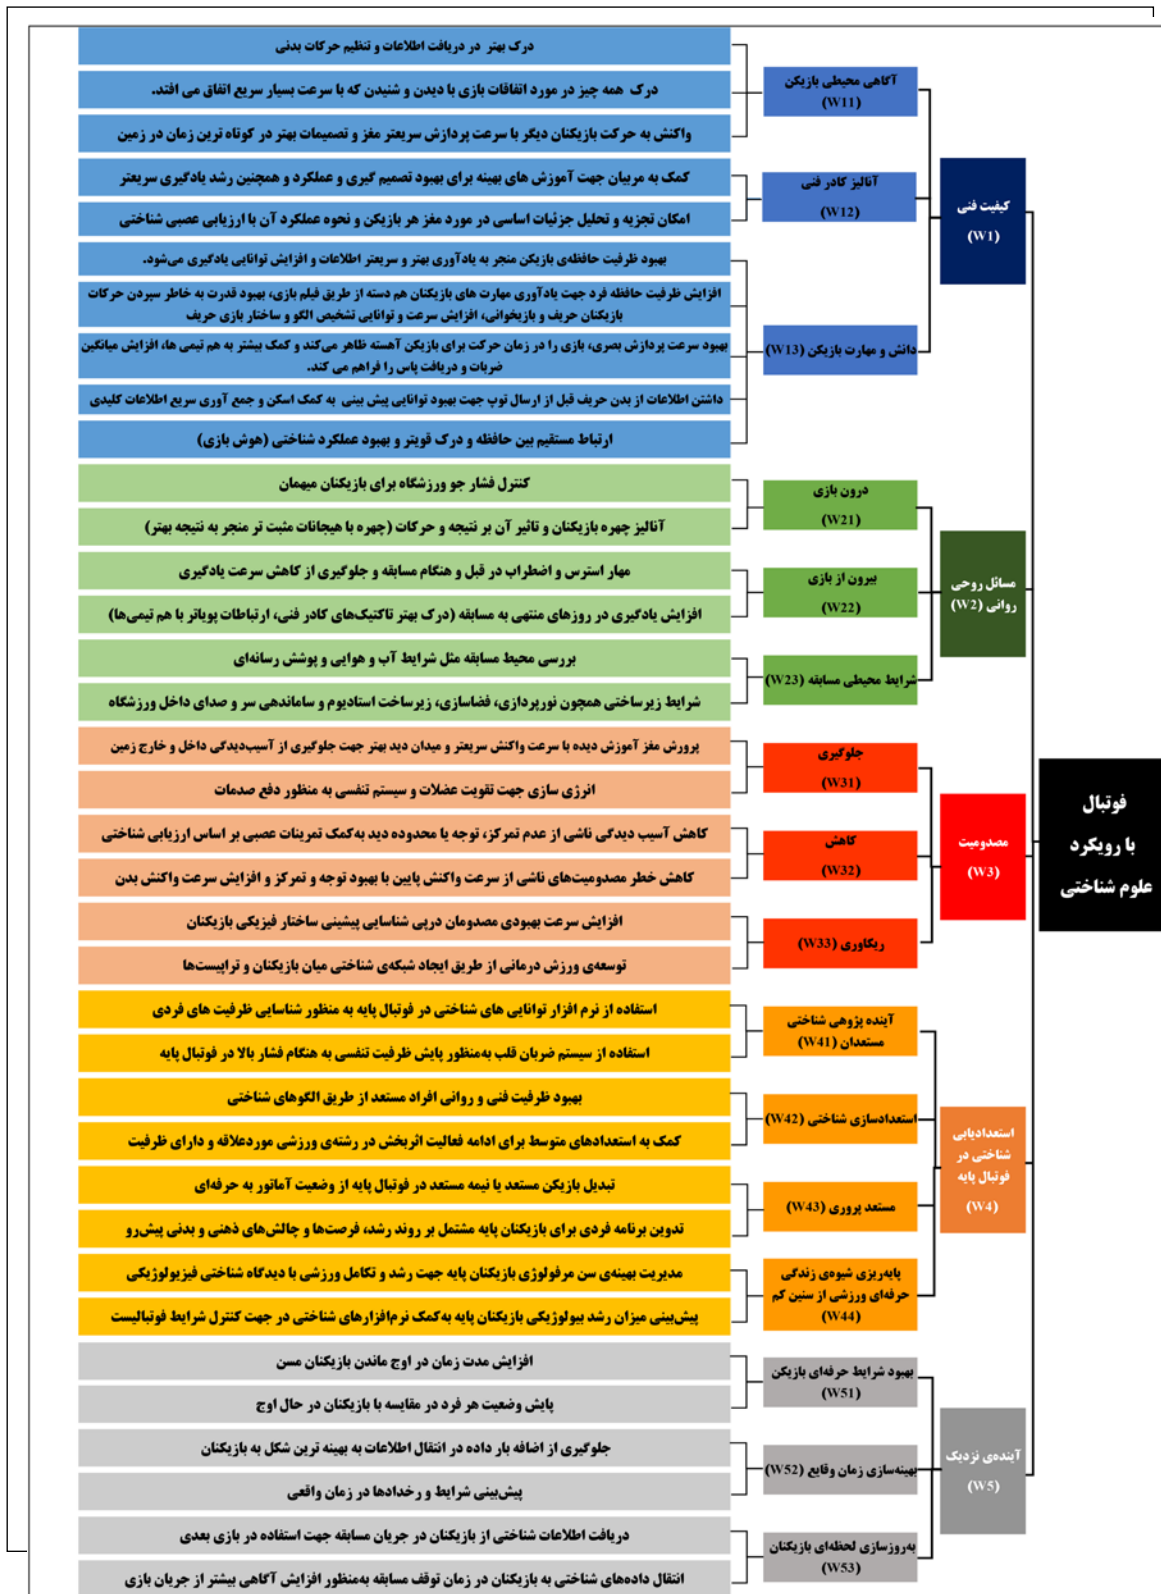 فوتبال
با رویکرد
علوم شناختی
کیفیت فنی
(W1)
آگاهی محیطی بازیکن
(W11)
درک بهتر در دریافت اطلاعات و تنظیم حرکات بدنی
درک همه چیز در مورد اتفاقات بازی با دیدن و شنیدن که با سرعت بسیار سریع اتفاق می افتد.
واکنش به حرکت بازیکنان دیگر با سرعت پردازش سریعتر مغز و تصمیمات بهتر در کوتاه ترین زمان در زمین
آنالیز کادر فنی
(W12)
کمک به مربیان جهت آموزش های بهینه برای بهبود تصمیم گیری و عملکرد و همچنین رشد یادگیری سریعتر
امکان تجزیه و تحلیل جزئیات اساسی در مورد مغز هر بازیکن و نحوه عملکرد آن با ارزیابی عصبی شناختی
دانش و مهارت بازیکن (W13)
بهبود ظرفیت حافظه‌ی بازیکن منجر به یادآوری بهتر و سریعتر اطلاعات و افزایش توانایی یادگیری می‌شود.
افزایش ظرفیت حافظه فرد جهت یادآوری مهارت های بازیکنان هم دسته از طریق فیلم بازی، بهبود قدرت به خاطر سپردن حرکات
بازیکنان حریف و بازیخوانی، افزایش سرعت و توانایی تشخیص الگو و ساختار بازی حریف
بهبود سرعت پردازش بصری، بازی را در زمان حرکت برای بازیکن آهسته ظاهر می‌کند و کمک بیشتر به هم تیمی ها، افزایش میانگین
ضربات و دریافت پاس را فراهم می کند.
داشتن اطلاعات از بدن حریف قبل از ارسال توپ جهت بهبود توانایی پیش بینی به کمک اسکن و جمع آوری سریع اطلاعات کلیدی
ارتباط مستقیم بین حافظه و درک قویتر و بهبود عملکرد شناختی (هوش بازی)
مسائل روحی
روانی (W2)
درون بازی
(W21)
کنترل فشار جو ورزشگاه برای بازیکنان میهمان
آنالیز چهره بازیکنان و تاثیر آن بر نتیجه و حرکات (چهره با هیجانات مثبت تر منجر به نتیجه بهتر)
بیرون از بازی
(W22)
مهار استرس و اضطراب در قبل و هنگام مسابقه و جلوگیری از کاهش سرعت یادگیری
افزایش یادگیری در روزهای منتهی به مسابقه (درک بهتر تاکتیک‌های کادر فنی، ارتباطات پویاتر با هم تیمی‌ها)
شرایط محیطی مسابقه (W23)
بررسی محیط مسابقه مثل شرایط آب و هوایی و پوشش رسانه‌ای
شرایط زیرساختی همچون نورپردازی، فضاسازی، زیرساخت استادیوم و ساماندهی سر و صدای داخل ورزشگاه
مصدومیت
(W3)
جلوگیری
(W31)
پرورش مغز آموزش دیده با سرعت واکنش سریعتر و میدان دید بهتر جهت جلوگیری از آسیب‌دیدگی داخل و خارج زمین
انرژی سازی جهت تقویت عضلات و سیستم تنفسی به منظور دفع صدمات
کاهش
(W32)
کاهش آسیب دیدگی ناشی از عدم تمرکز، توجه یا محدوده دید به‌کمک تمرینات عصبی بر اساس ارزیابی شناختی
کاهش خطر مصدومیت‌های ناشی از سرعت واکنش پایین با بهبود توجه و تمرکز و افزایش سرعت واکنش بدن
ریکاوری (W33)
افزایش سرعت بهبودی مصدومان درپی شناسایی پیشینی ساختار فیزیکی بازیکنان
توسعه‌ی ورزش درمانی از طریق ایجاد شبکه‌ی شناختی میان بازیکنان و تراپیست‌ها
استعدادیابی
شناختی در
فوتبال پایه
(W4)
آینده پژوهی شناختی
مستعدان (W41)
استفاده از نرم افزار توانایی های شناختی در فوتبال پایه به منظور شناسایی ظرفیت های فردی
استفاده از سیستم ضربان قلب به‌منظور پایش ظرفیت تنفسی به هنگام فشار بالا در فوتبال پایه
استعدادسازی شناختی (W42)
بهبود ظرفیت فنی و روانی افراد مستعد از طریق الگوهای شناختی
کمک به استعدادهای متوسط برای ادامه فعالیت اثربخش در رشته‌ی ورزشی موردعلاقه و دارای ظرفیت
مستعد پروری (W43)
تبدیل بازیکن مستعد یا نیمه مستعد در فوتبال پایه از وضعیت آماتور به حرفه‌ای
تدوین برنامه فردی برای بازیکنان پایه مشتمل بر روند رشد، فرصت‌ها و چالش‌های ذهنی و بدنی پیش‌رو
پایه‌ریزی شیوه‌ی زندگی
حرفه‌ای ورزشی از سنین کم
(W44)
مدیریت بهینه‌ی سن مرفولوژی بازیکنان پایه جهت رشد و تکامل ورزشی با دیدگاه شناختی فیزیولوژیکی
پیش‌بینی میزان رشد بیولوژیکی بازیکنان پایه به‌کمک نرم‌افزارهای شناختی در جهت کنترل شرایط فوتبالیست
آینده‌ی نزدیک
(W5)
بهبود شرایط حرفه‌ای بازیکن
(W51)
افزایش مدت زمان در اوج ماندن بازیکنان مسن
پایش وضعیت هر فرد در مقایسه با بازیکنان در حال اوج
بهینه‌سازی زمان وقایع (W52)
جلوگیری از اضافه بار داده در انتقال اطلاعات به بهینه ترین شکل به بازیکنان
پیش‌بینی شرایط و رخدادها در زمان واقعی
به‌روزسازی لحظه‌ای بازیکنان
(W53)
دریافت اطلاعات شناختی از بازیکنان در جریان مسابقه جهت استفاده در بازی بعدی
انتقال داده‌های شناختی به بازیکنان در زمان توقف مسابقه به‌منظور افزایش آگاهی بیشتر از جریان بازی